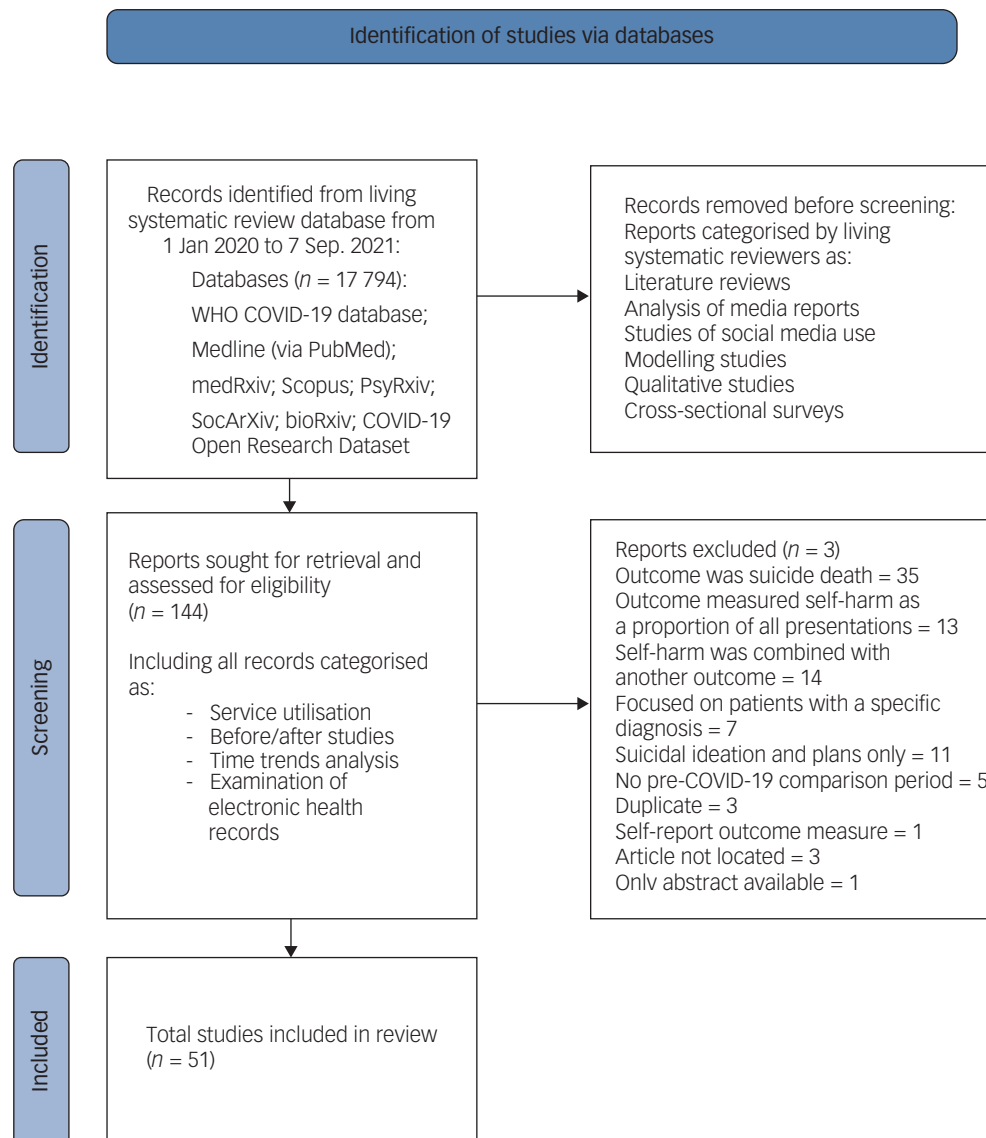 Identification of studies via databases
Identification
Records identified from living
systematic review database from
1 Jan 2020 to 7 Sep. 2021:
Databases (n = 17 794):
WHO COVID-19 database;
Medline (via PubMed);
medRxiv; Scopus; PsyRxiv;
SocArXiv; bioRxiv; COVID-19
Open Research Dataset
Records removed before screening:
Reports categorised by living
systematic reviewers as:
Literature reviews
Analysis of media reports
Studies of social media use
Modelling studies
Qualitative studies
Cross-sectional surveys
Screening
Reports sought for retrieval and
assessed for eligibility
(n = 144)
Including all records categorised
as:
- Service utilisation
- Before/after studies
- Time trends analysis
- Examination of
electronic health
records
Reports excluded (n = 3)
Outcome was suicide death = 35
Outcome measured self-harm as
a proportion of all presentations = 13
Self-harm was combined with
another outcome = 14
Focused on patients with a specific
diagnosis = 7
Suicidal ideation and plans only = 11
No pre-COVID-19 comparison period = 5
Duplicate = 3
Self-report outcome measure = 1
Article not located = 3
Only abstract available = 1
Included
Total studies included in review
(n = 51)